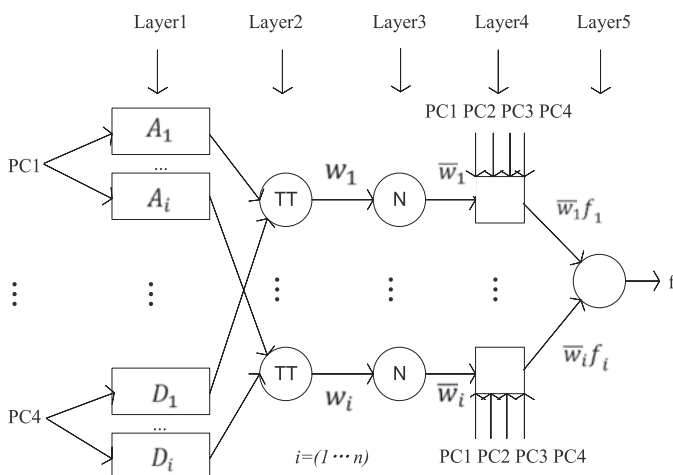 Layer1 Layer2 Layer3 Layer4 Layer5
PC1 PC2 PC3 PC4
PC1
A₁
...
Aᵢ
TT
w₁
N
w̅₁
w̅₁f₁
f
PC4
D₁
...
Dᵢ
TT
wᵢ
N
w̅ᵢ
w̅ᵢfᵢ
i=(1⋯n)
PC1 PC2 PC3 PC4